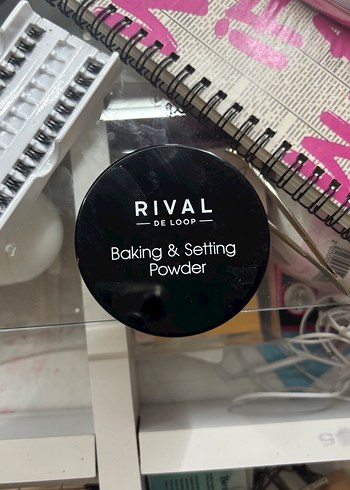 RIVAL
DE LOOP
Baking & Setting
Powder